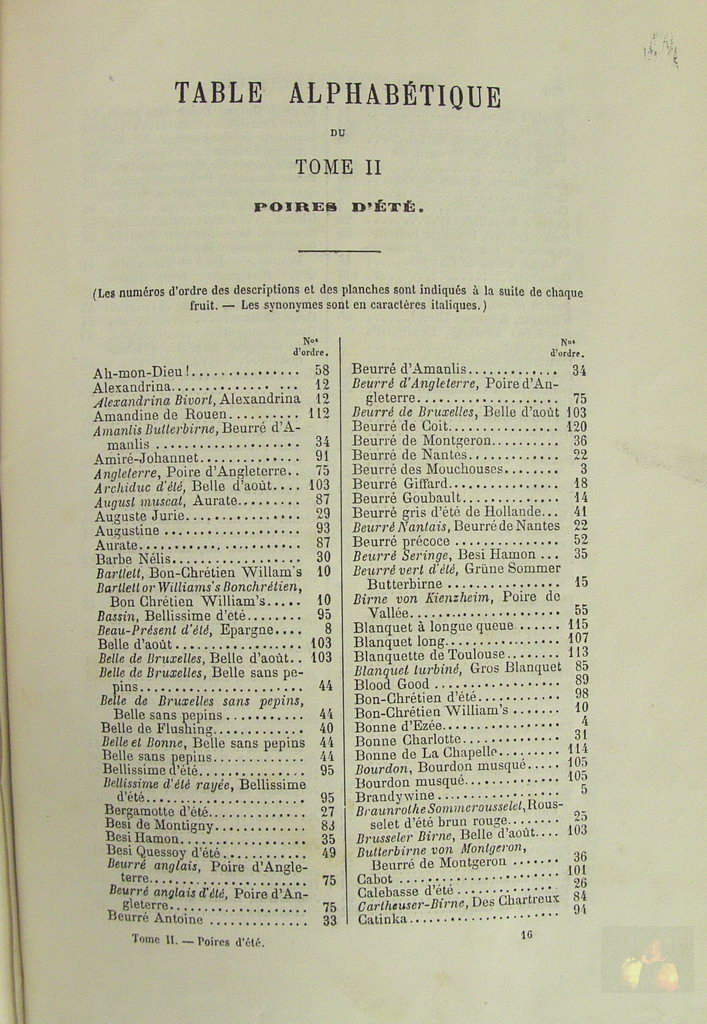 TABLE ALPHABÉTIQUE
DU
TOME II
POIRES D'ÉTÉ.
(Les numéros d'ordre des descriptions et des planches sont indiqués à la suite de chaque
fruit. — Les synonymes sont en caractères italiques.)
Nos
d'ordre.
Ah-mon-Dieu!............... 58
Alexandrina............... 12
Alexandrina Bivort, Alexandrina 12
Amandine de Rouen.......... 112
Amanlis Butterbirne, Beurré d'A-
manlis ................... 34
Amiré-Johannet.............. 91
Angleterre, Poire d'Angleterre.. 75
Archiduc d'été, Belle d'août.... 103
August muscat, Aurate......... 87
Auguste Jurie................ 29
Augustine .................. 93
Aurate...................... 87
Barbe Nélis.................. 30
Bartlett, Bon-Chrétien Willam's 10
Bartlett or Williams's Bonchrétien,
Bon Chrétien William's..... 10
Bassin, Bellissime d'été........ 95
Beau-Présent d'été, Epargne.... 8
Belle d'août.................. 103
Belle de Bruxelles, Belle d'août.. 103
Belle de Bruxelles, Belle sans pe-
pins....................... 44
Belle de Bruxelles sans pepins,
Belle sans pepins ........... 44
Belle de Flushing............. 40
Belle et Bonne, Belle sans pepins 44
Belle sans pepins............. 44
Bellissime d'été............... 95
Bellissime d'été rayée, Bellissime
d'été...................... 95
Bergamotte d'été............. 27
Besi de Montigny............. 83
Besi Hamon.................. 35
Besi Quessoy d'été............ 49
Beurré anglais, Poire d'Angle-
terre...................... 75
Beurré anglais d'été, Poire d'An-
gleterre.................... 75
Beurré Antoine .............. 33
Nos
d'ordre.
Beurré d'Amanlis............ 34
Beurré d'Angleterre, Poire d'An-
gleterre................... 75
Beurré de Bruxelles, Belle d'août 103
Beurré de Coit............... 120
Beurré de Montgeron......... 36
Beurré de Nantes............. 22
Beurré des Mouchouses........ 3
Beurré Giffard................ 18
Beurré Goubault.............. 14
Beurré gris d'été de Hollande... 41
Beurré Nantais, Beurré de Nantes 22
Beurré précoce ............... 52
Beurré Seringe, Besi Hamon ... 35
Beurré vert d'été, Grüne Sommer
Butterbirne ................ 15
Birne von Kienzheim, Poire de
Vallée..................... 55
Blanquet à longue queue ...... 115
Blanquet long................ 107
Blanquette de Toulouse....... 113
Blanquet turbiné, Gros Blanquet 85
Blood Good ................. 89
Bon-Chrétien d'été............ 98
Bon-Chrétien William's ....... 10
Bonne d'Ezée................. 4
Bonne Charlotte.............. 31
Bonne de La Chapelle......... 114
Bourdon, Bourdon musqué..... 105
Bourdon musqué.............. 105
Brandywine ................. 5
Braunrothe Sommerrousselet, Rous-
selet d'été brun rouge........ 25
Brusseler Birne, Belle d'août.... 103
Butterbirne von Montgeron,
Beurré de Montgeron ....... 36
Cabot ...................... 101
Calebasse d'été .............. 26
Cartheuser-Birne, Des Chartreux 84
Catinka..................... 94
Tome II. — Poires d'été.
16